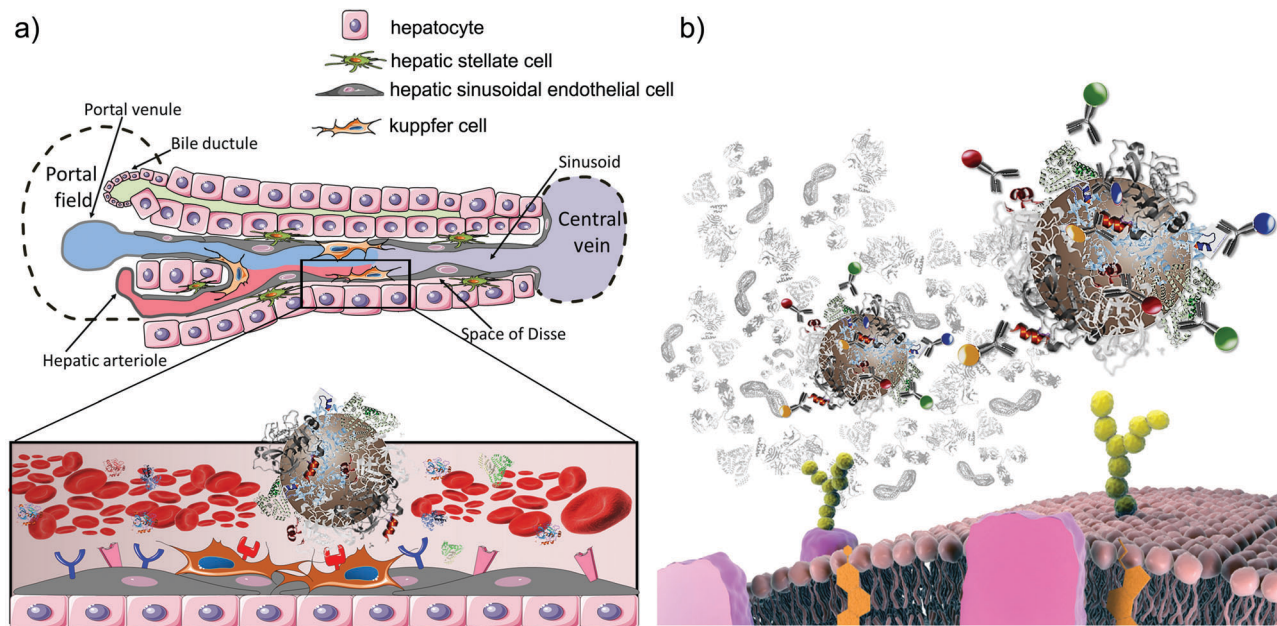 a)
hepatocyte
hepatic stellate cell
hepatic sinusoidal endothelial cell
kuppfer cell
Portal venule
Bile ductule
Portal
field
Sinusoid
Central
vein
Space of Disse
Hepatic arteriole
b)